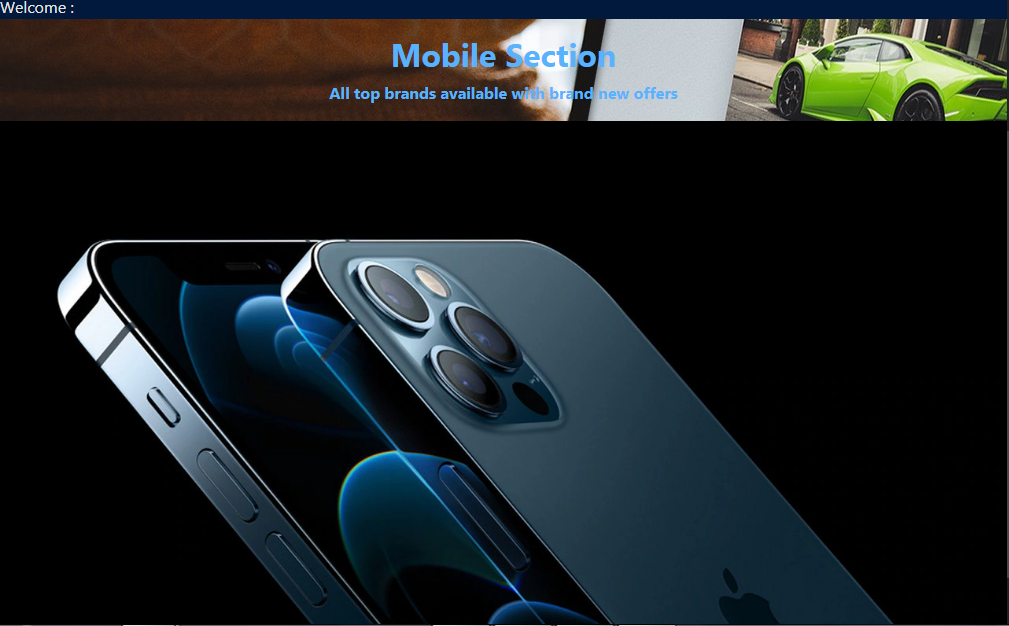 Welcome :
Mobile Section
All top brands available with brand new offers